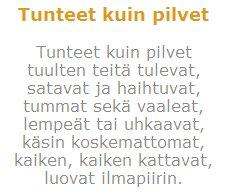 Tunteet kuin pilvet
Tunteet kuin pilvet
tuulten teitä tulevat,
satavat ja haihtuvat,
tummat sekä vaaleat,
lempeät tai uhkaavat,
käsin koskemattomat,
kaiken, kaiken kattavat,
luovat ilmapiirin.